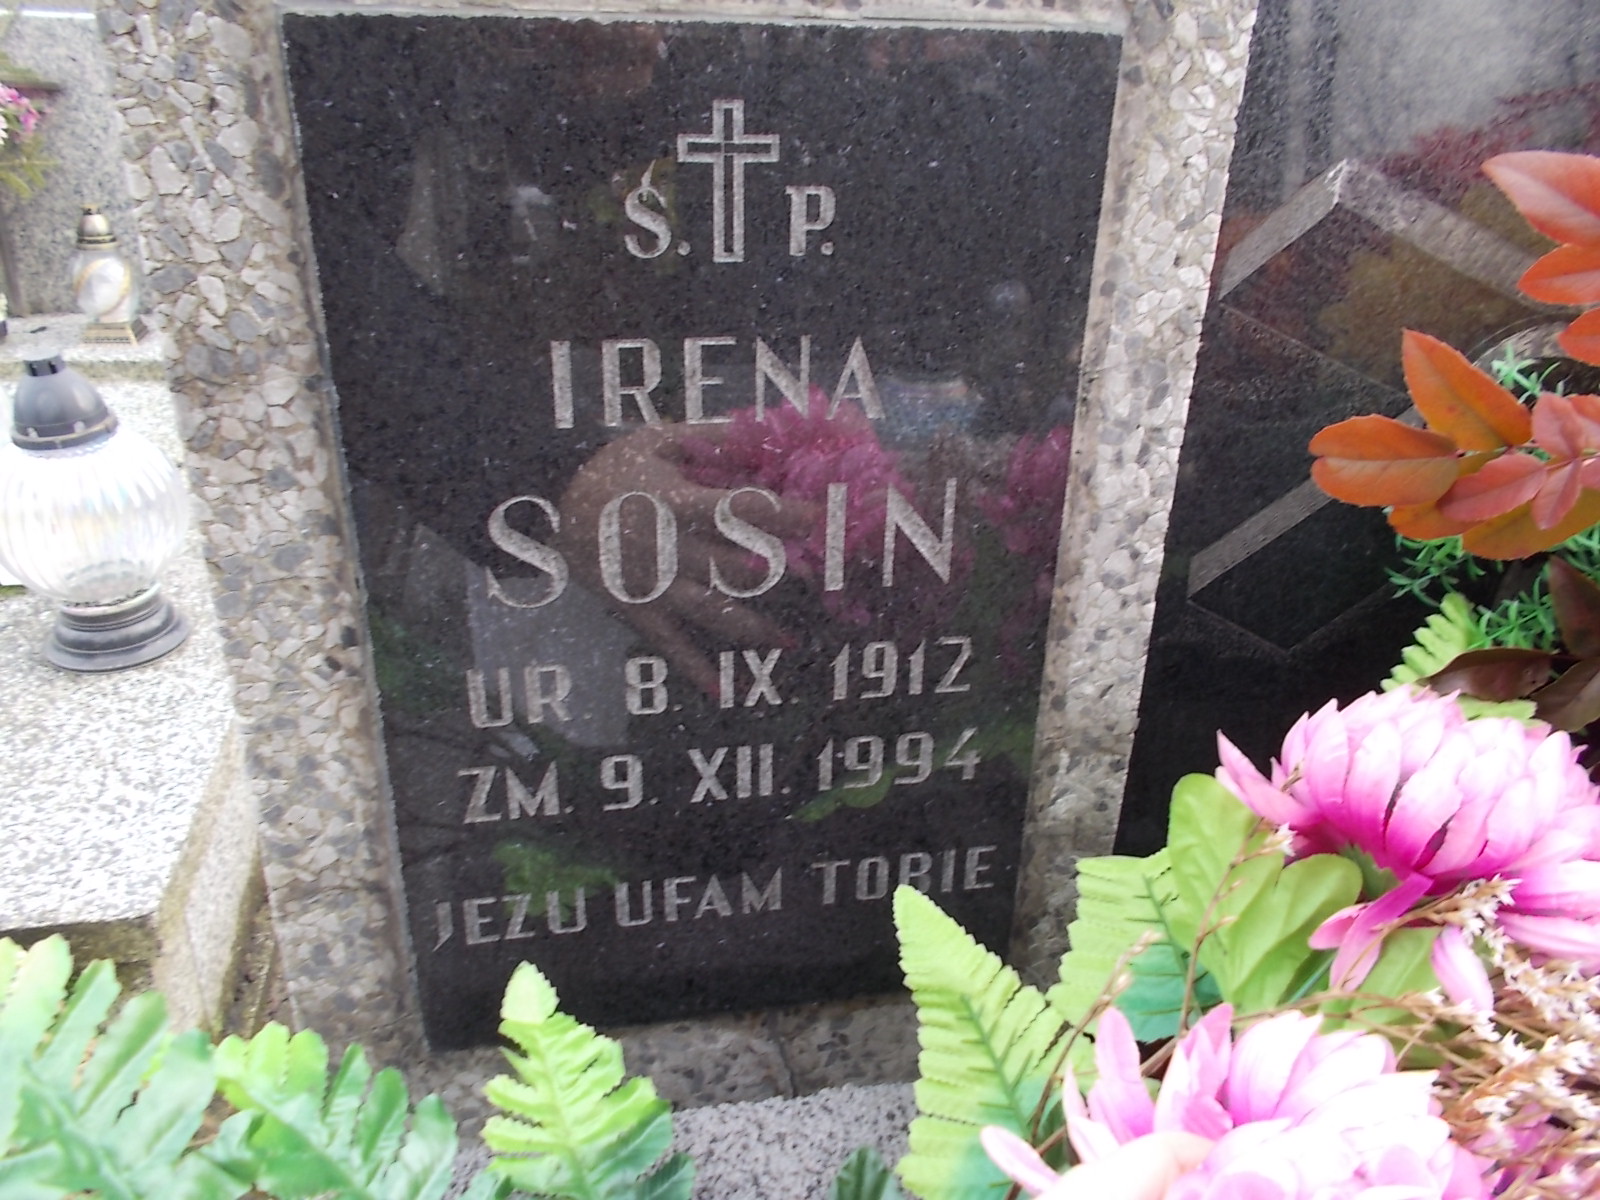 Ś. P.
IRENA
SOSIN
UR. 8. IX. 1912
ZM. 9. XII. 1994
JEZU UFAM TOBIE